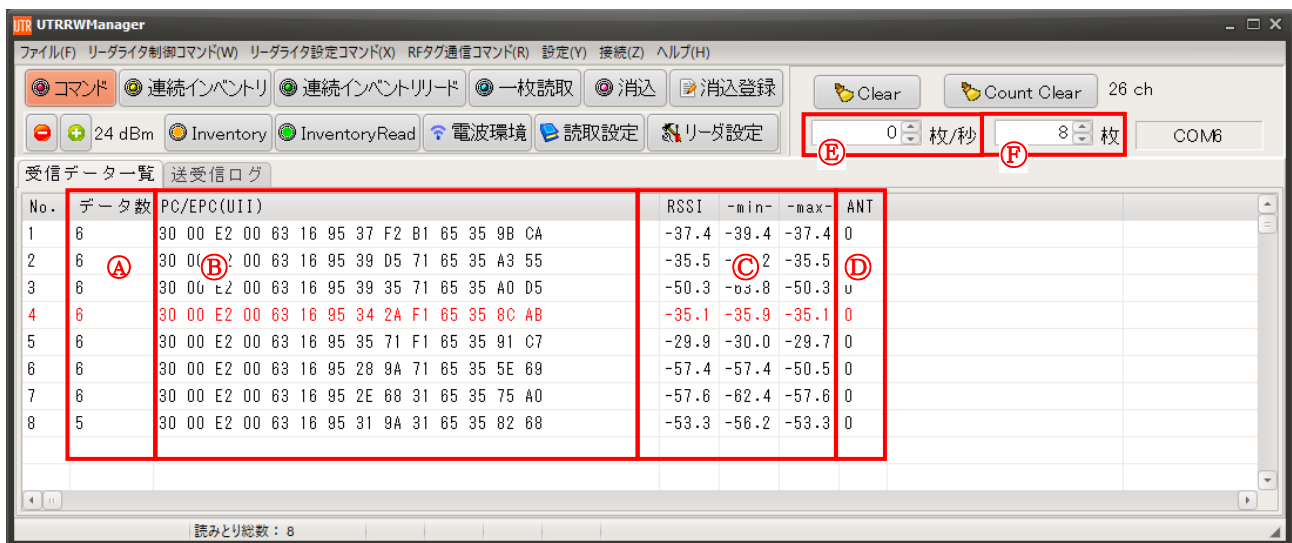 UTR UTRRWManager
ファイル(F) リーダライタ制御コマンド(W) リーダライタ設定コマンド(X) RFタグ通信コマンド(R) 設定(Y) 接続(Z) ヘルプ(H)
コマンド 連続インベントリ 連続インベントリリード 一枚読取 消込 消込登録 Clear Count Clear 26 ch
24 dBm Inventory InventoryRead 電波環境 読取設定 リーダ設定 0 枚/秒 8 枚 COM6
Ⓔ Ⓕ
受信データ一覧 送受信ログ
No. データ数 PC/EPC(UII) RSSI -min- -max- ANT
1 6 30 00 E2 00 63 16 95 37 F2 B1 65 35 9B CA -37.4 -39.4 -37.4 0
2 6 Ⓐ 30 Ⓑ 00 63 16 95 39 D5 71 65 35 A3 55 -35.5 Ⓒ 2 -35.5 Ⓓ
3 6 30 00 E2 00 63 16 95 39 35 71 65 35 A0 D5 -50.3 -63.8 -50.3 0
4 6 30 00 E2 00 63 16 95 34 2A F1 65 35 8C AB -35.1 -35.9 -35.1 0
5 6 30 00 E2 00 63 16 95 35 71 F1 65 35 91 C7 -29.9 -30.0 -29.7 0
6 6 30 00 E2 00 63 16 95 28 9A 71 65 35 5E 69 -57.4 -57.4 -50.5 0
7 6 30 00 E2 00 63 16 95 2E 68 31 65 35 75 A0 -57.6 -62.4 -57.6 0
8 5 30 00 E2 00 63 16 95 31 9A 31 65 35 82 68 -53.3 -56.2 -53.3 0
読みとり総数: 8